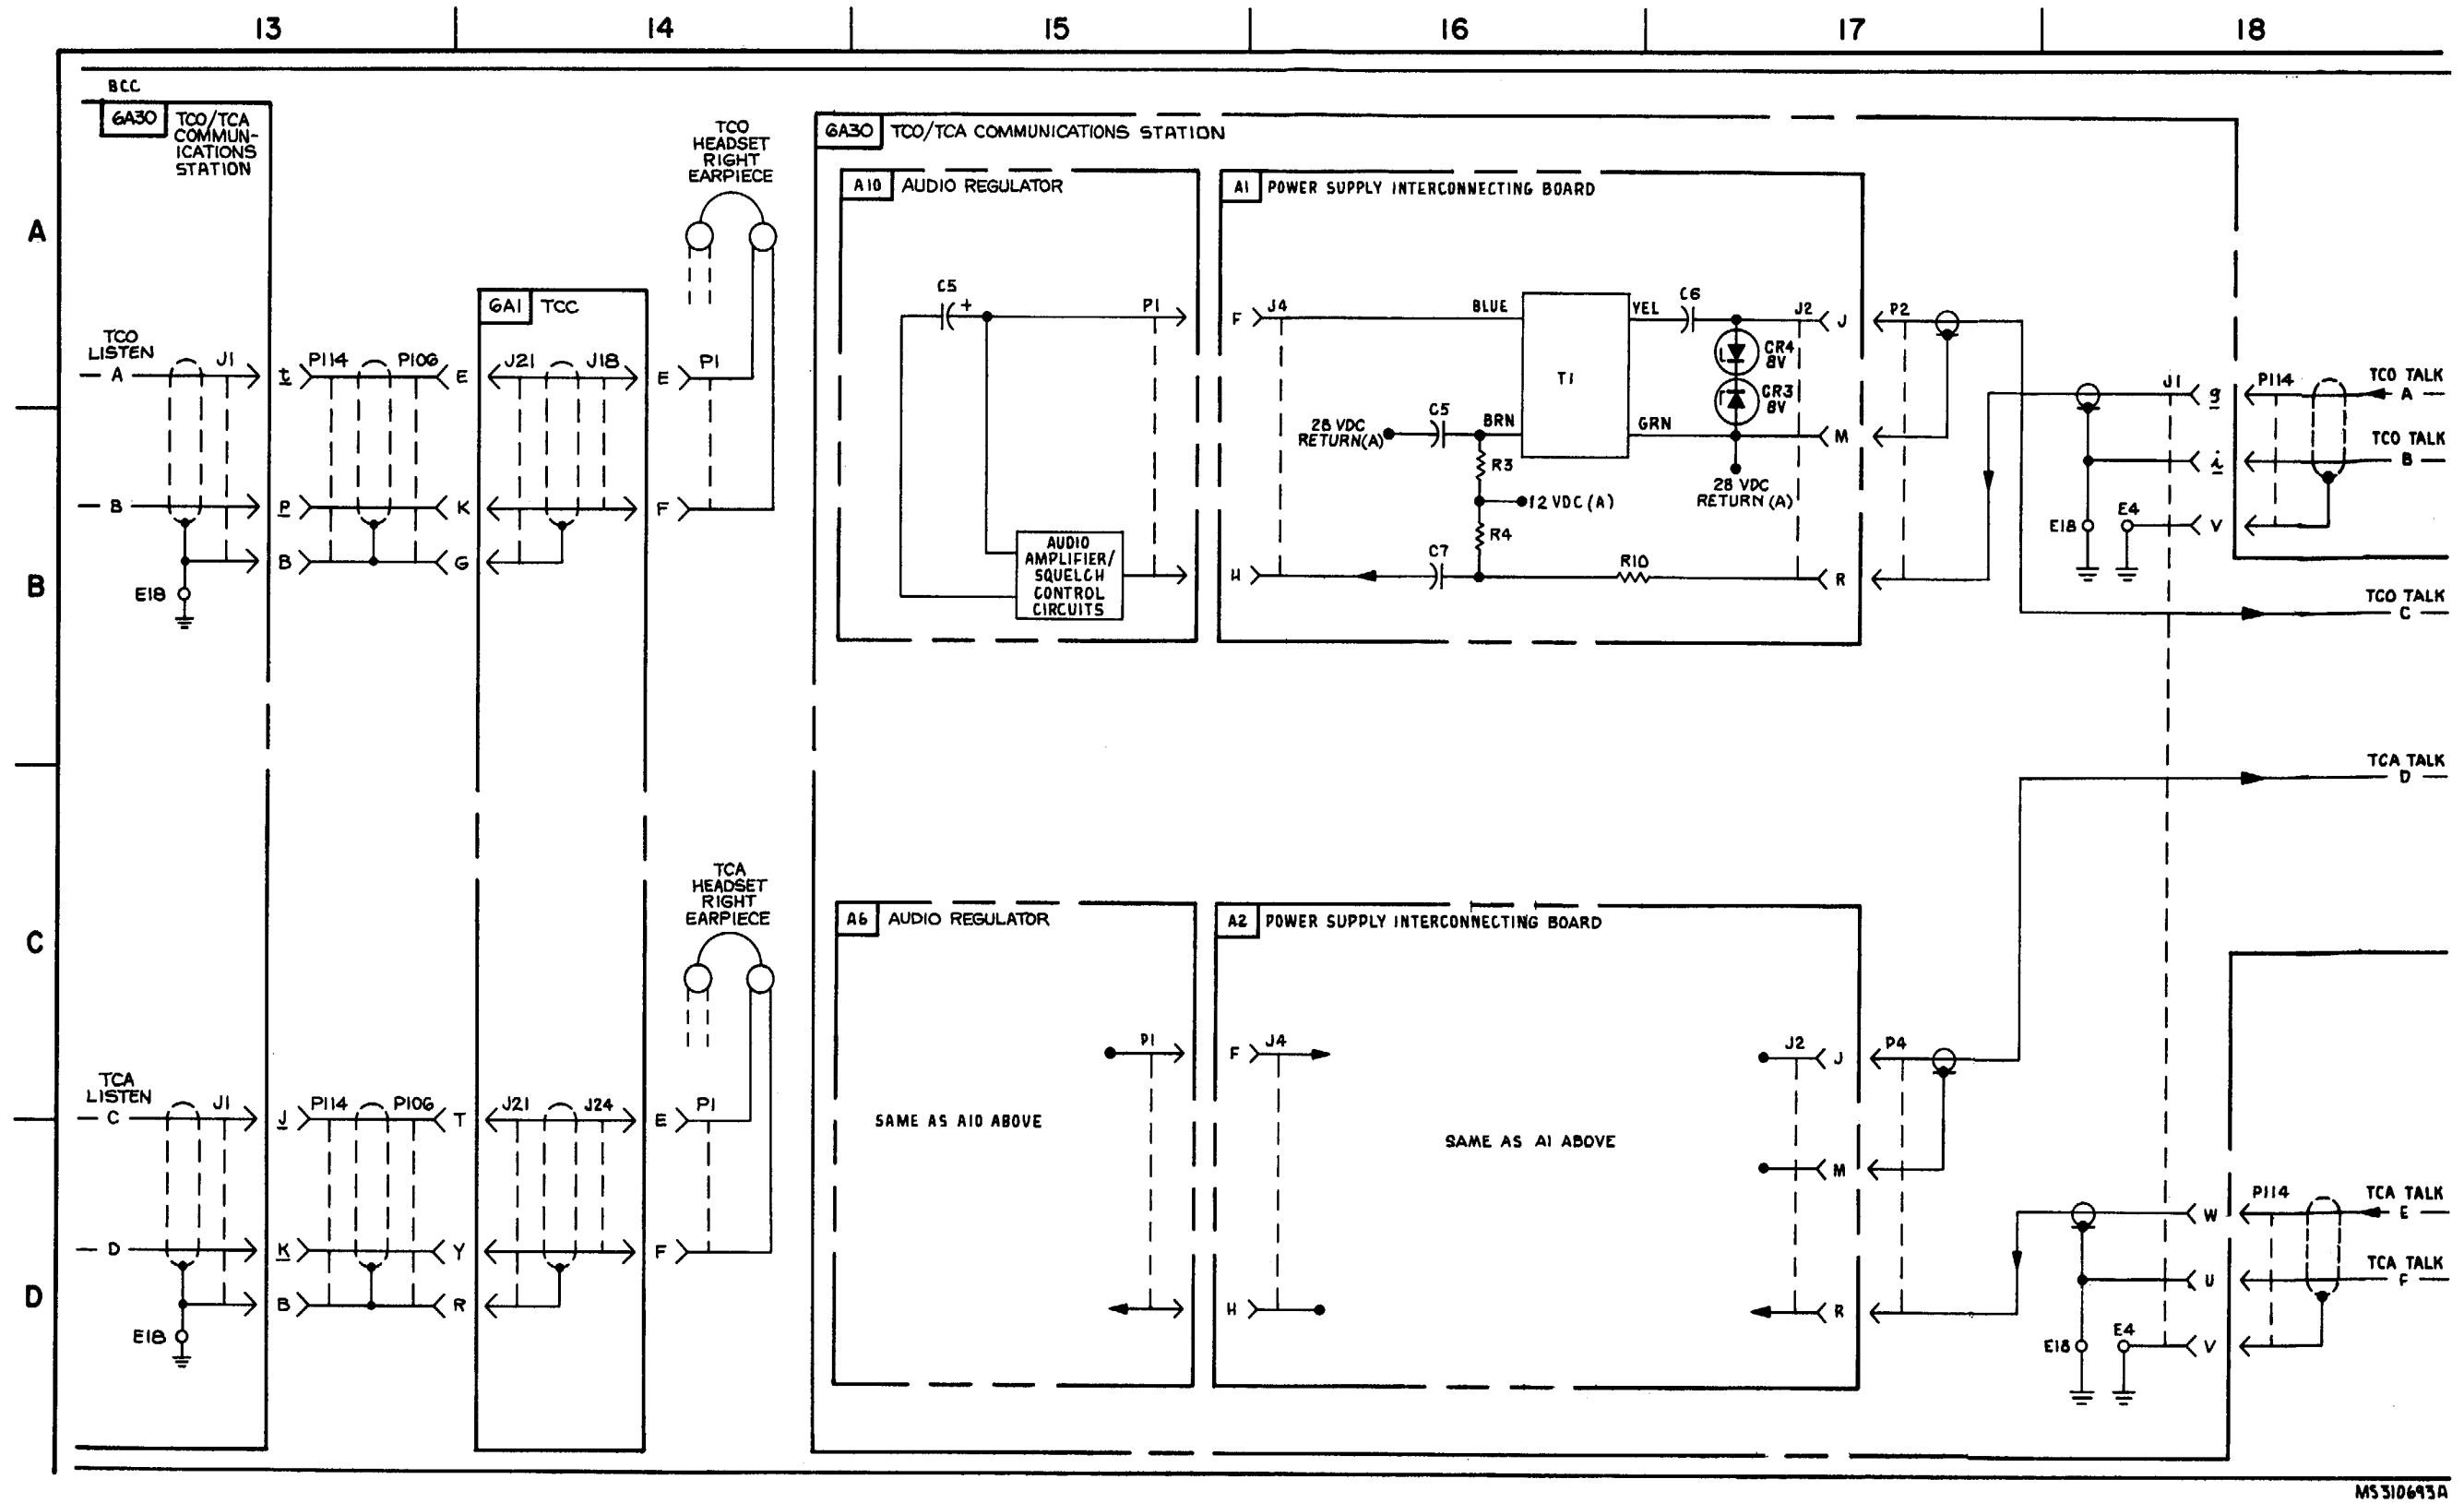 13 14 15 16 17 18
A
B
C
D
BCC
6A30
TCO/TCA
COMMUN-
ICATIONS
STATION
TCO
LISTEN
A
J1
t
P114
P106
E
B
p
K
B
G
E18
6A1 TCC
J21
J18
E
P1
F
TCO
HEADSET
RIGHT
EARPIECE
TCA
LISTEN
C
J1
J
P114
P106
T
D
K
Y
B
R
E18
J21
J24
E
P1
F
TCA
HEADSET
RIGHT
EARPIECE
6A30 TCO/TCA COMMUNICATIONS STATION
A10 AUDIO REGULATOR
C5
+
P1
AUDIO
AMPLIFIER/
SQUELCH
CONTROL
CIRCUITS
A1 POWER SUPPLY INTERCONNECTING BOARD
F
J4
BLUE
YEL
C6
J2
J
P2
CR4
8V
CR3
8V
T1
28 VDC
RETURN(A)
C5
BRN
GRN
M
R3
12 VDC (A)
28 VDC
RETURN (A)
R4
H
C7
R10
R
J1
g
P114
TCO TALK
A
i
TCO TALK
B
E18
E4
V
TCO TALK
C
TCA TALK
D
A6 AUDIO REGULATOR
P1
SAME AS A10 ABOVE
A2 POWER SUPPLY INTERCONNECTING BOARD
F
J4
J2
J
P4
SAME AS A1 ABOVE
M
H
R
W
P114
TCA TALK
E
U
TCA TALK
F
E18
E4
V
MS310693A